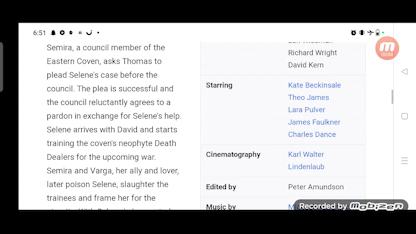 6:51
Semira, a council member of the
Eastern Coven, asks Thomas to
plead Selene's case before the
council. The plea is successful and
the council reluctantly agrees to a
pardon in exchange for Selene's help.
Selene arrives with David and starts
training the coven's neophyte Death
Dealers for the upcoming war.
Semira and Varga, her ally and lover,
later poison Selene, slaughter the
trainees and frame her for the
Richard Wright
David Kern
Starring
Kate Beckinsale
Theo James
Lara Pulver
James Faulkner
Charles Dance
Cinematography
Karl Walter
Lindenlaub
Edited by
Peter Amundson
Music by
Recorded by Mobizen